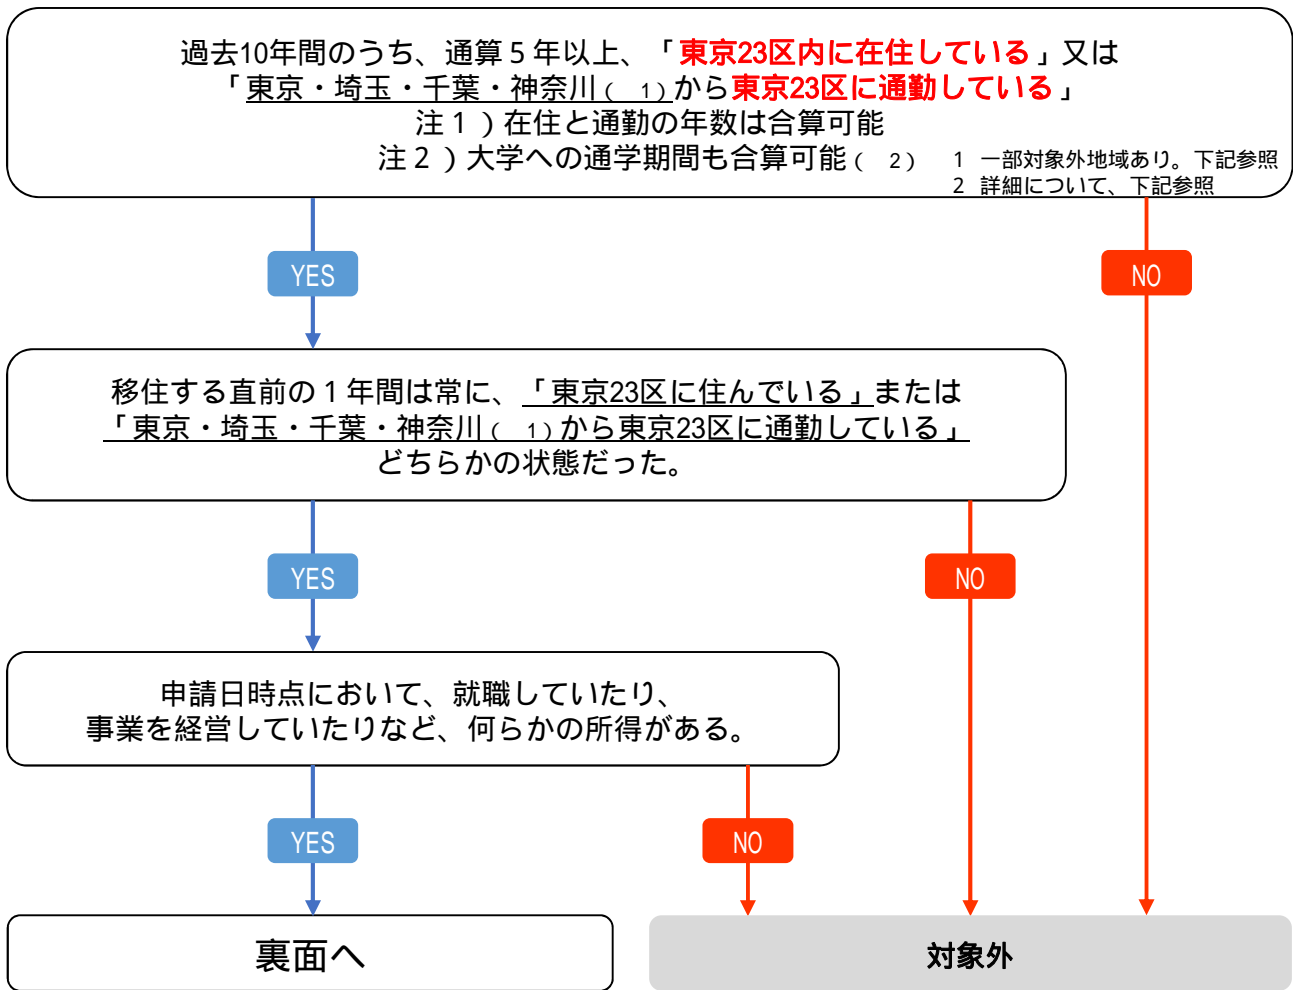 過去10年間のうち、通算５年以上、「東京23区内に在住している」又は
「東京・埼玉・千葉・神奈川（　1）から東京23区に通勤している」
注１）在住と通勤の年数は合算可能
注２）大学への通学期間も合算可能（　2）
1　一部対象外地域あり。下記参照
2　詳細について、下記参照
YES
NO
移住する直前の１年間は常に、「東京23区に住んでいる」または
「東京・埼玉・千葉・神奈川（　1）から東京23区に通勤している」
どちらかの状態だった。
YES
NO
申請日時点において、就職していたり、
事業を経営していたりなど、何らかの所得がある。
YES
NO
裏面へ
対象外